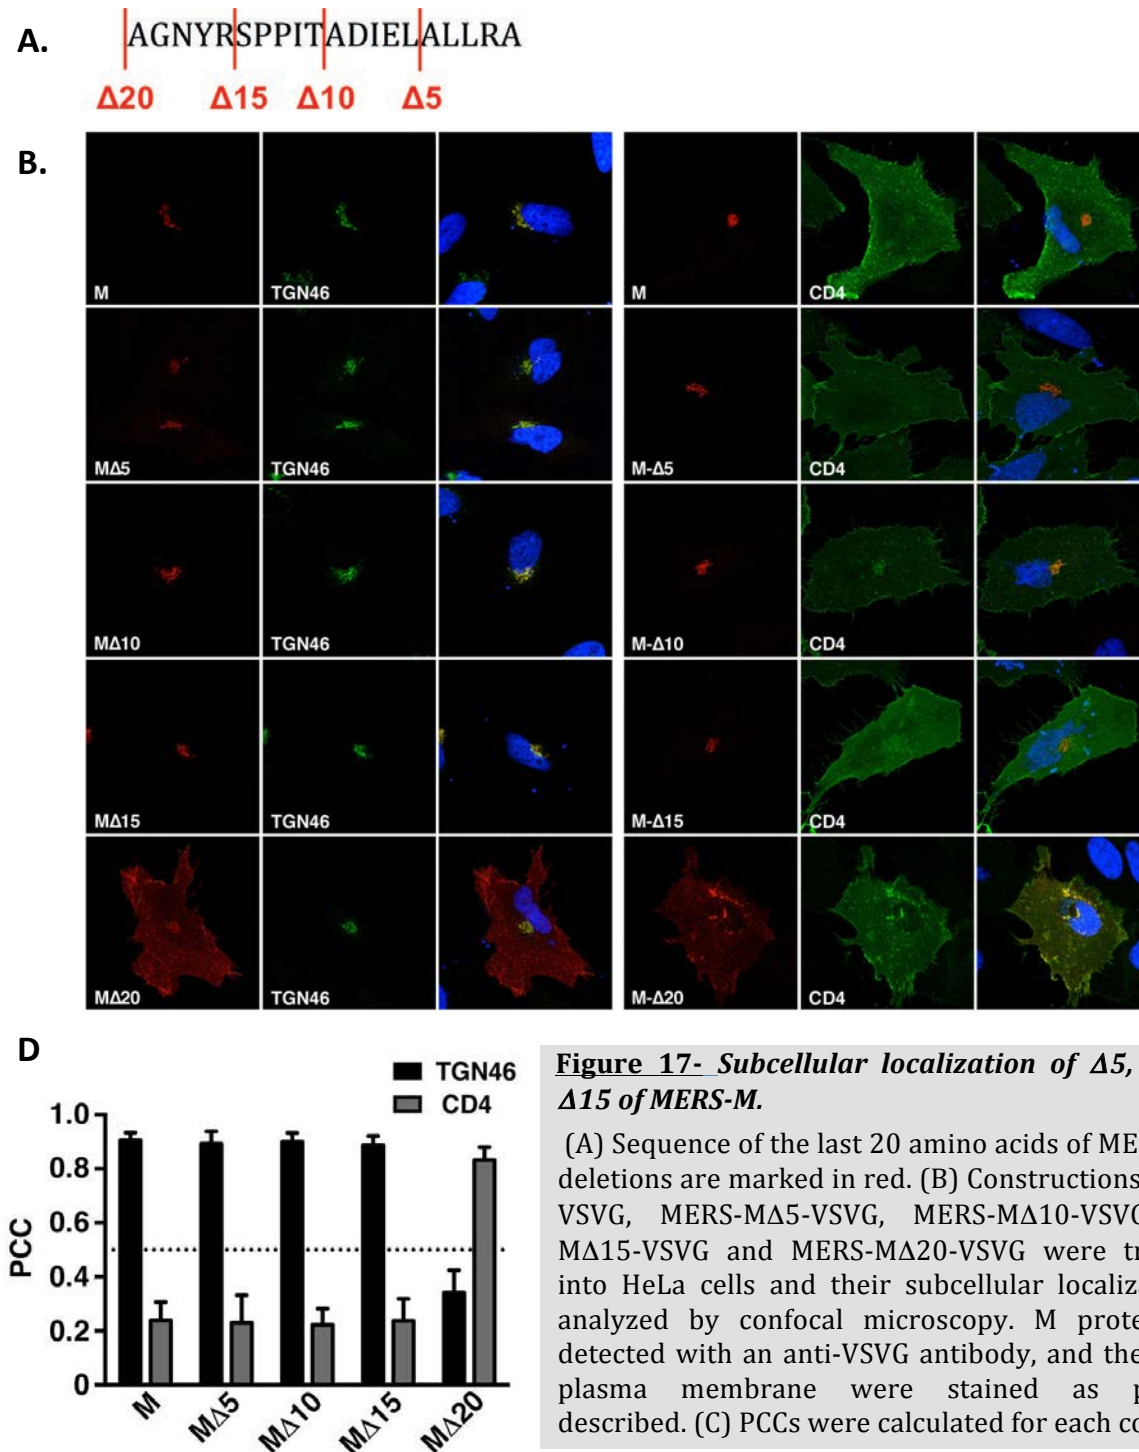 A.
AGNYRSPPITADIELALLRA
Δ20 Δ15 Δ10 Δ5
B.
M TGN46 M CD4
MΔ5 TGN46 M-Δ5 CD4
MΔ10 TGN46 M-Δ10 CD4
MΔ15 TGN46 M-Δ15 CD4
MΔ20 TGN46 M-Δ20 CD4
D
TGN46
CD4
1.0
0.8
0.6
0.4
0.2
0
PCC
M MΔ5 MΔ10 MΔ15 MΔ20
Figure 17- Subcellular localization of Δ5,
Δ15 of MERS-M.
(A) Sequence of the last 20 amino acids of ME
deletions are marked in red. (B) Constructions
VSVG, MERS-MΔ5-VSVG, MERS-MΔ10-VSVG
MΔ15-VSVG and MERS-MΔ20-VSVG were tr
into HeLa cells and their subcellular localiza
analyzed by confocal microscopy. M prote
detected with an anti-VSVG antibody, and the
plasma membrane were stained as p
described. (C) PCCs were calculated for each co